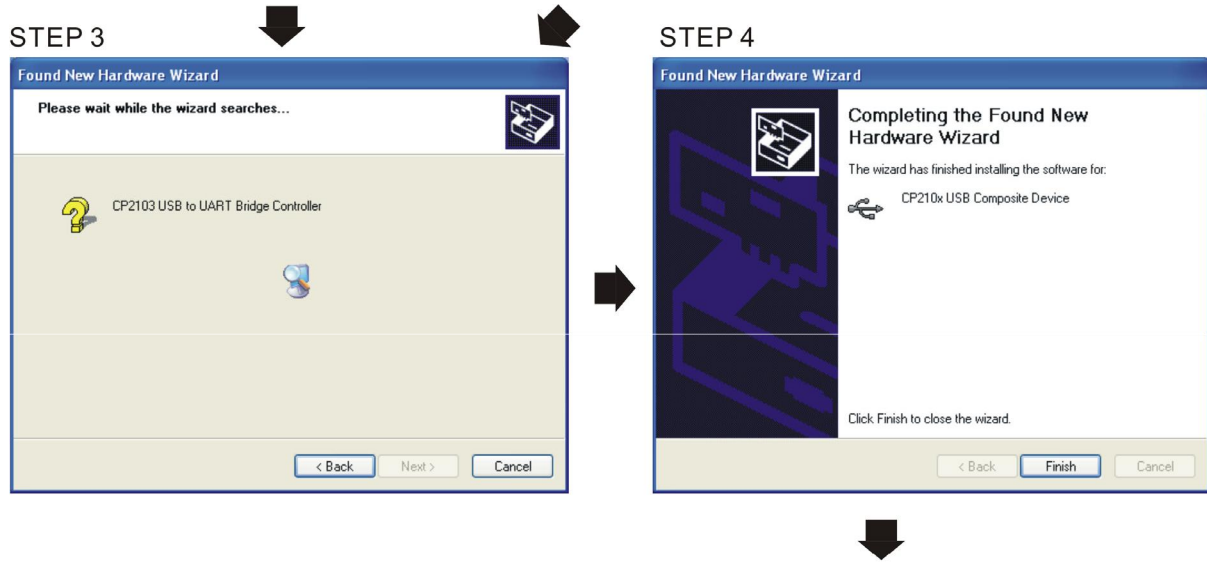 STEP 3
Found New Hardware Wizard
Please wait while the wizard searches...
CP2103 USB to UART Bridge Controller
< Back
Next >
Cancel
STEP 4
Found New Hardware Wizard
Completing the Found New
Hardware Wizard
The wizard has finished installing the software for:
CP210x USB Composite Device
Click Finish to close the wizard.
< Back
Finish
Cancel